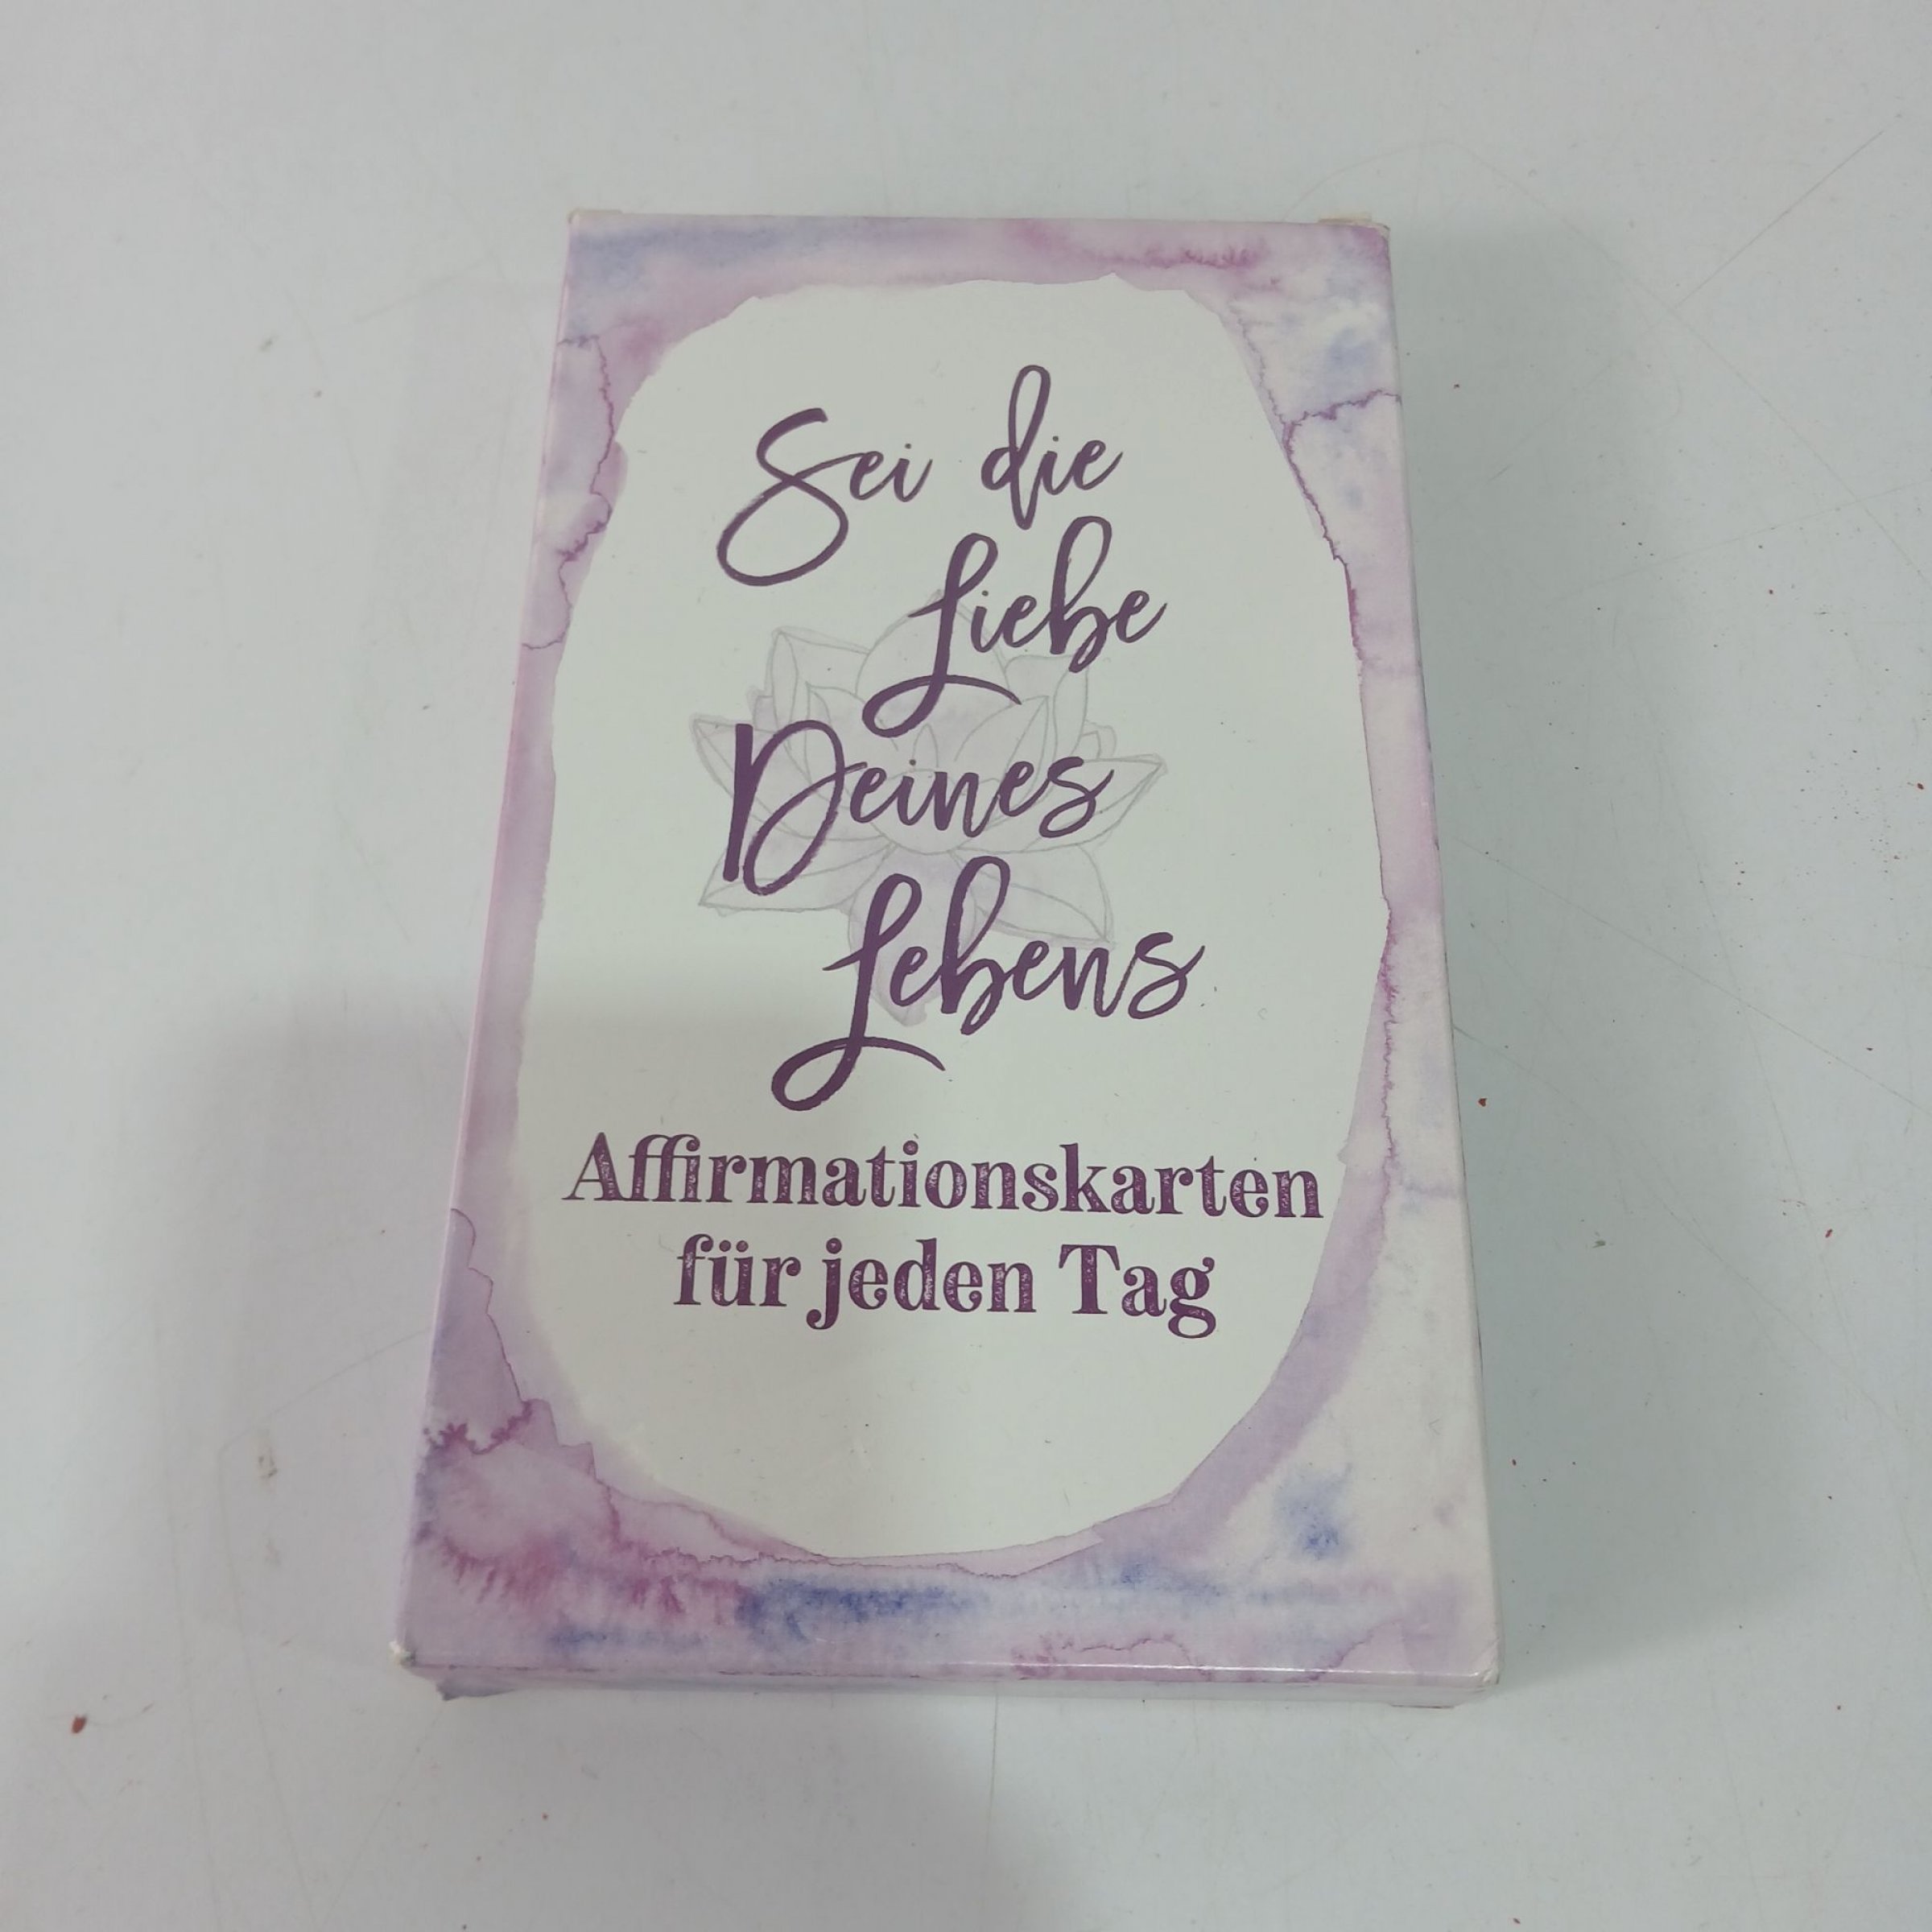 Sei die
Liebe
Deines
Lebens
Affirmationskarten
für jeden Tag